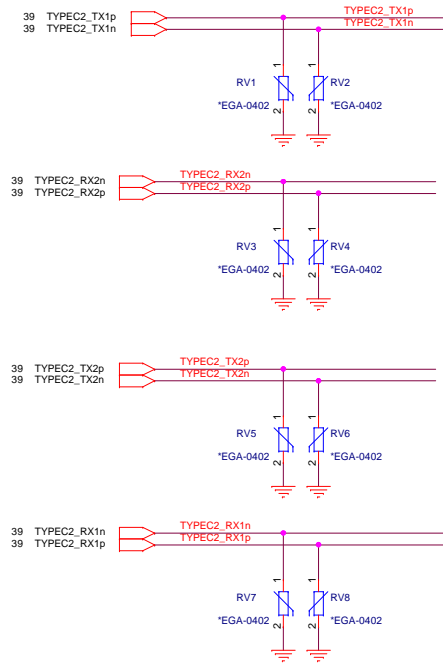 39 TYPEC2_TX1p TYPEC2_TX1p
39 TYPEC2_TX1n TYPEC2_TX1n
1 1
RV1 RV2
*EGA-0402 *EGA-0402
2 2
39 TYPEC2_RX2n TYPEC2_RX2n
39 TYPEC2_RX2p TYPEC2_RX2p
1 1
RV3 RV4
*EGA-0402 *EGA-0402
2 2
39 TYPEC2_TX2p TYPEC2_TX2p
39 TYPEC2_TX2n TYPEC2_TX2n
1 1
RV5 RV6
*EGA-0402 *EGA-0402
2 2
39 TYPEC2_RX1n TYPEC2_RX1n
39 TYPEC2_RX1p TYPEC2_RX1p
1 1
RV7 RV8
*EGA-0402 *EGA-0402
2 2